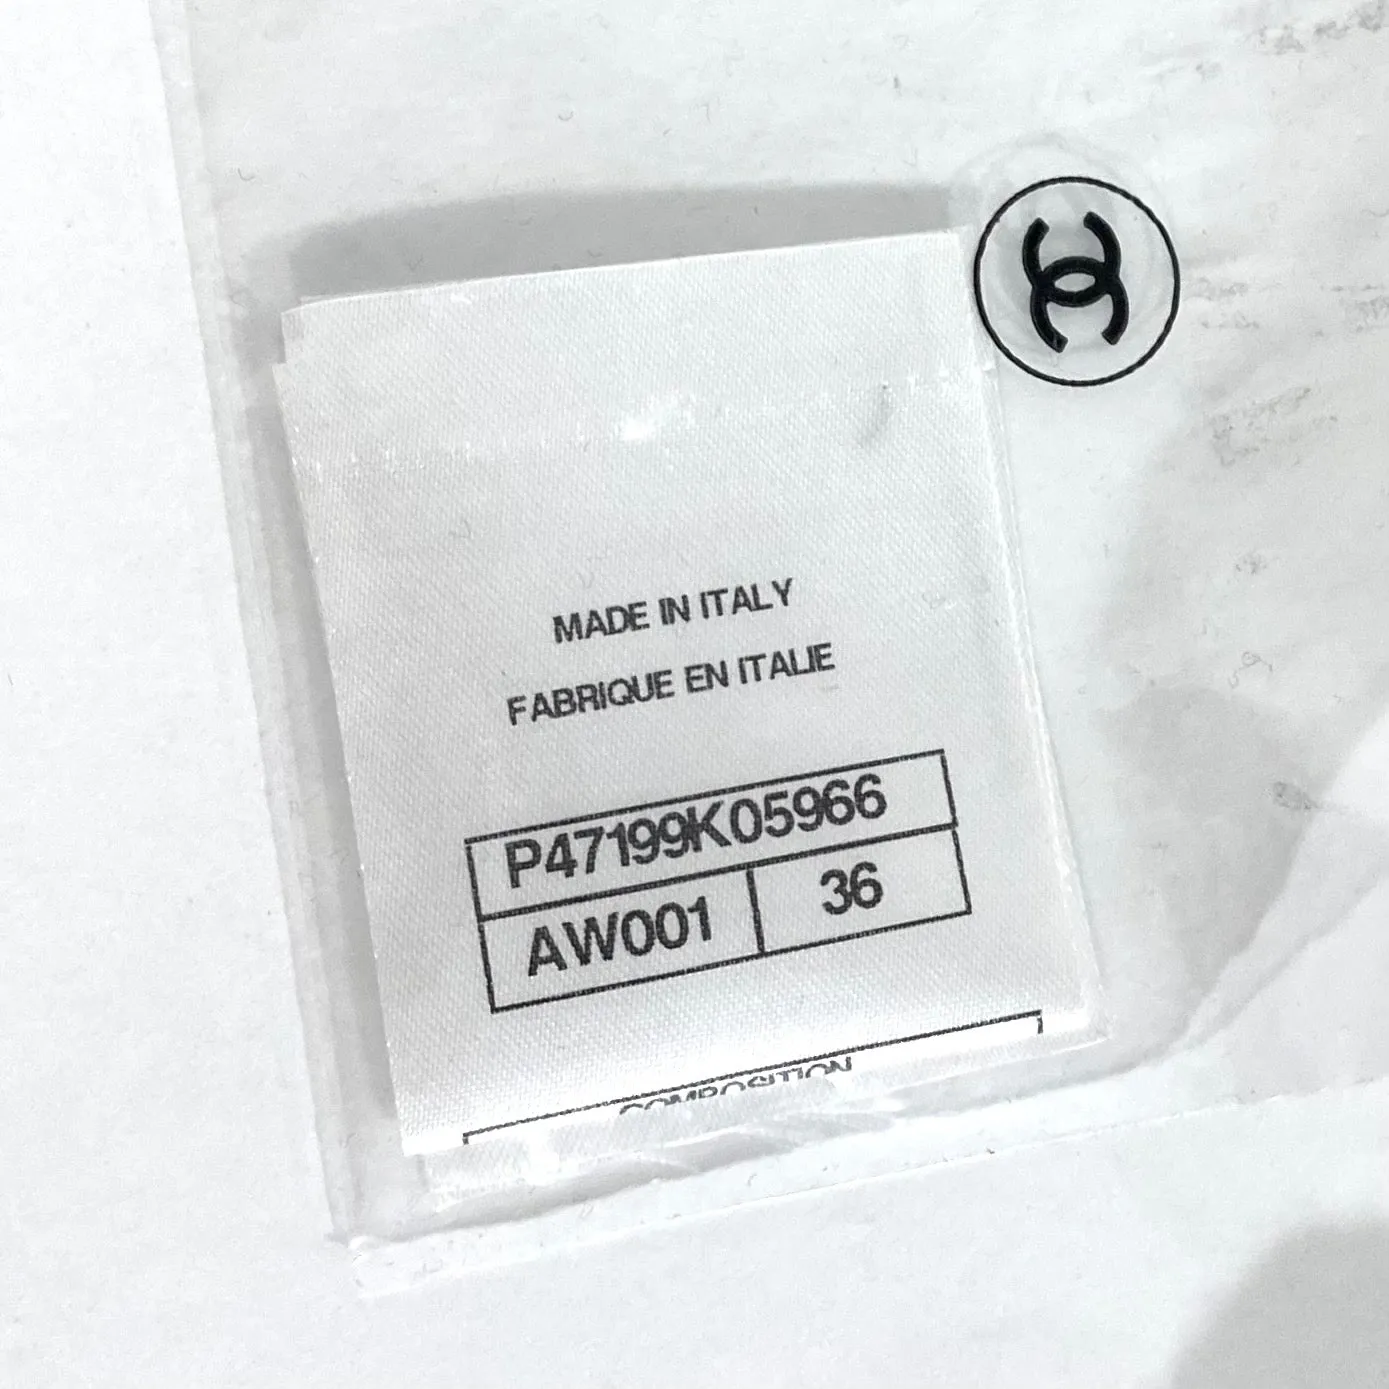 MADE IN ITALY
FABRIQUE EN ITALIE
P47199K05966
AW001 36
COMPOSITION